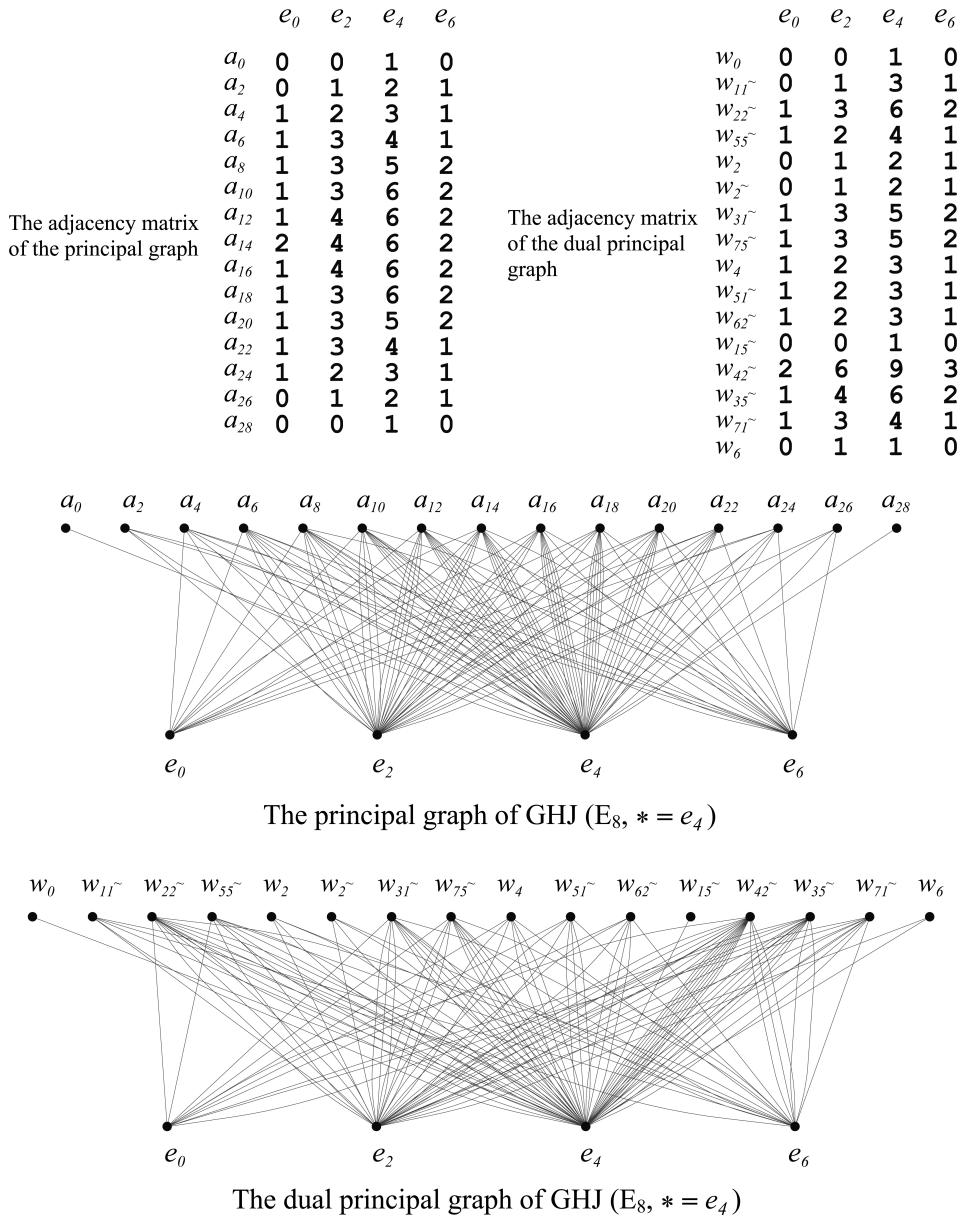 e0 e2 e4 e6
a0 0 0 1 0
a2 0 1 2 1
a4 1 2 3 1
a6 1 3 4 1
a8 1 3 5 2
a10 1 3 6 2
a12 1 4 6 2
a14 2 4 6 2
a16 1 4 6 2
a18 1 3 6 2
a20 1 3 5 2
a22 1 3 4 1
a24 1 2 3 1
a26 0 1 2 1
a28 0 0 1 0
The adjacency matrix
of the principal graph
e0 e2 e4 e6
w0 0 0 1 0
w11~ 0 1 3 1
w22~ 1 3 6 2
w55~ 1 2 4 1
w2 0 1 2 1
w2~ 0 1 2 1
w31~ 1 3 5 2
w75~ 1 3 5 2
w4 1 2 3 1
w51~ 1 2 3 1
w62~ 1 2 3 1
w15~ 0 0 1 0
w42~ 2 6 9 3
w35~ 1 4 6 2
w71~ 1 3 4 1
w6 0 1 1 0
The adjacency matrix
of the dual principal
graph
a0 a2 a4 a6 a8 a10 a12 a14 a16 a18 a20 a22 a24 a26 a28
e0 e2 e4 e6
The principal graph of GHJ (E8, * = e4)
w0 w11~ w22~ w55~ w2 w2~ w31~ w75~ w4 w51~ w62~ w15~ w42~ w35~ w71~ w6
e0 e2 e4 e6
The dual principal graph of GHJ (E8, * = e4)